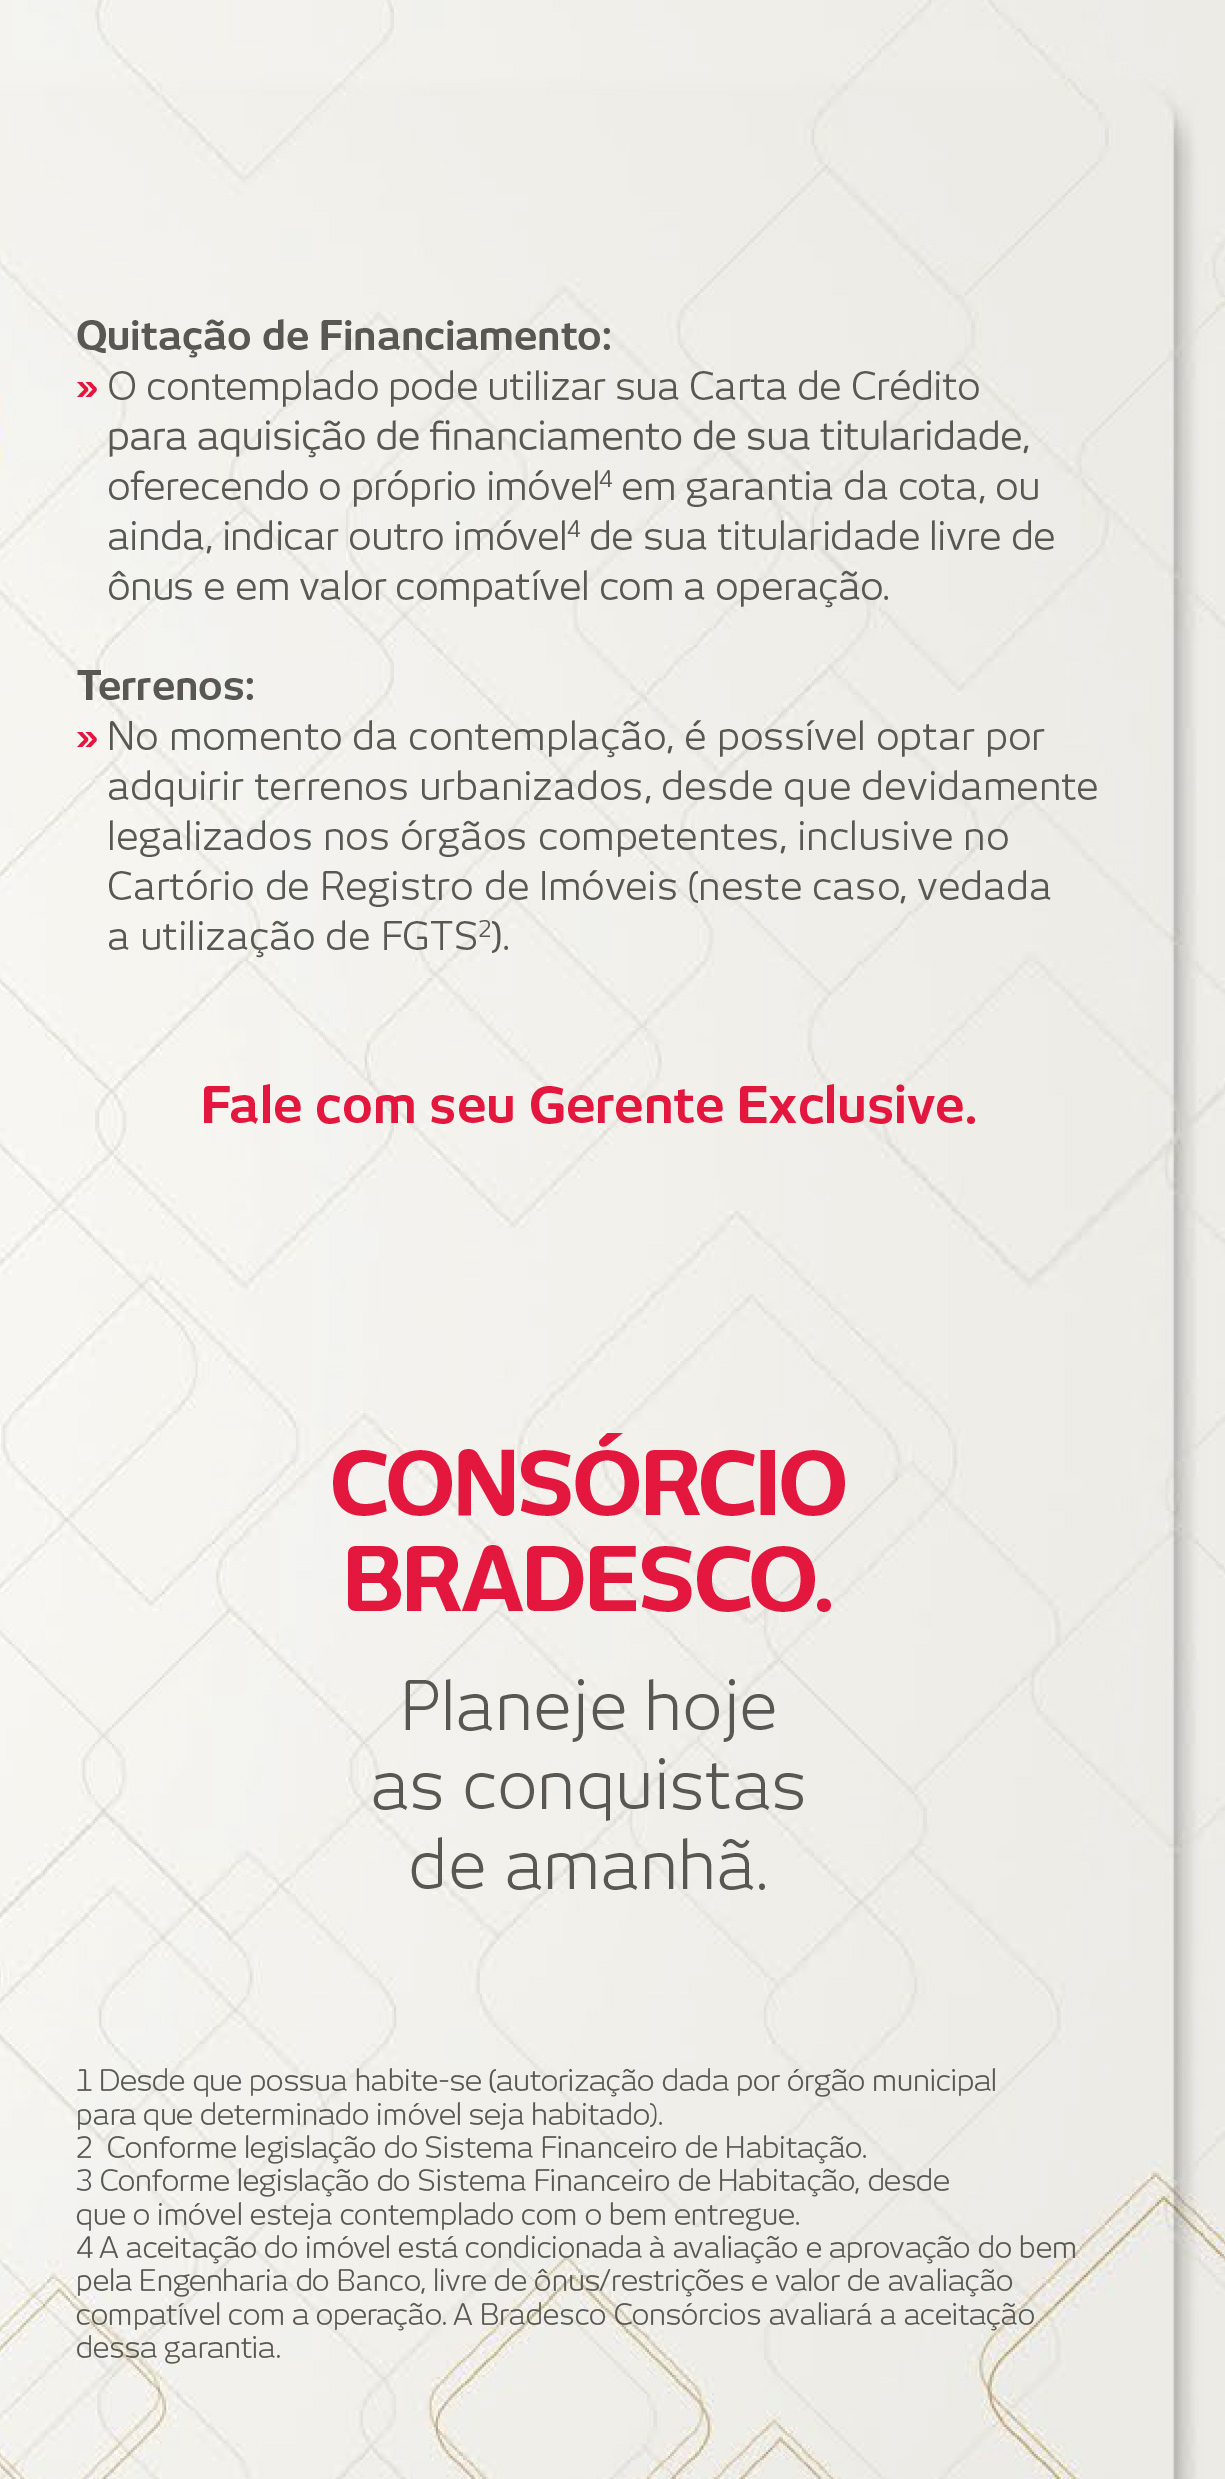 Quitação de Financiamento:
» O contemplado pode utilizar sua Carta de Crédito
para aquisição de financiamento de sua titularidade,
oferecendo o próprio imóvel⁴ em garantia da cota, ou
ainda, indicar outro imóvel⁴ de sua titularidade livre de
ônus e em valor compatível com a operação.
Terrenos:
» No momento da contemplação, é possível optar por
adquirir terrenos urbanizados, desde que devidamente
legalizados nos órgãos competentes, inclusive no
Cartório de Registro de Imóveis (neste caso, vedada
a utilização de FGTS²).
Fale com seu Gerente Exclusive.
CONSÓRCIO
BRADESCO.
Planeje hoje
as conquistas
de amanhã.
1 Desde que possua habite-se (autorização dada por órgão municipal
para que determinado imóvel seja habitado).
2 Conforme legislação do Sistema Financeiro de Habitação.
3 Conforme legislação do Sistema Financeiro de Habitação, desde
que o imóvel esteja contemplado com o bem entregue.
4 A aceitação do imóvel está condicionada à avaliação e aprovação do bem
pela Engenharia do Banco, livre de ônus/restrições e valor de avaliação
compatível com a operação. A Bradesco Consórcios avaliará a aceitação
dessa garantia.